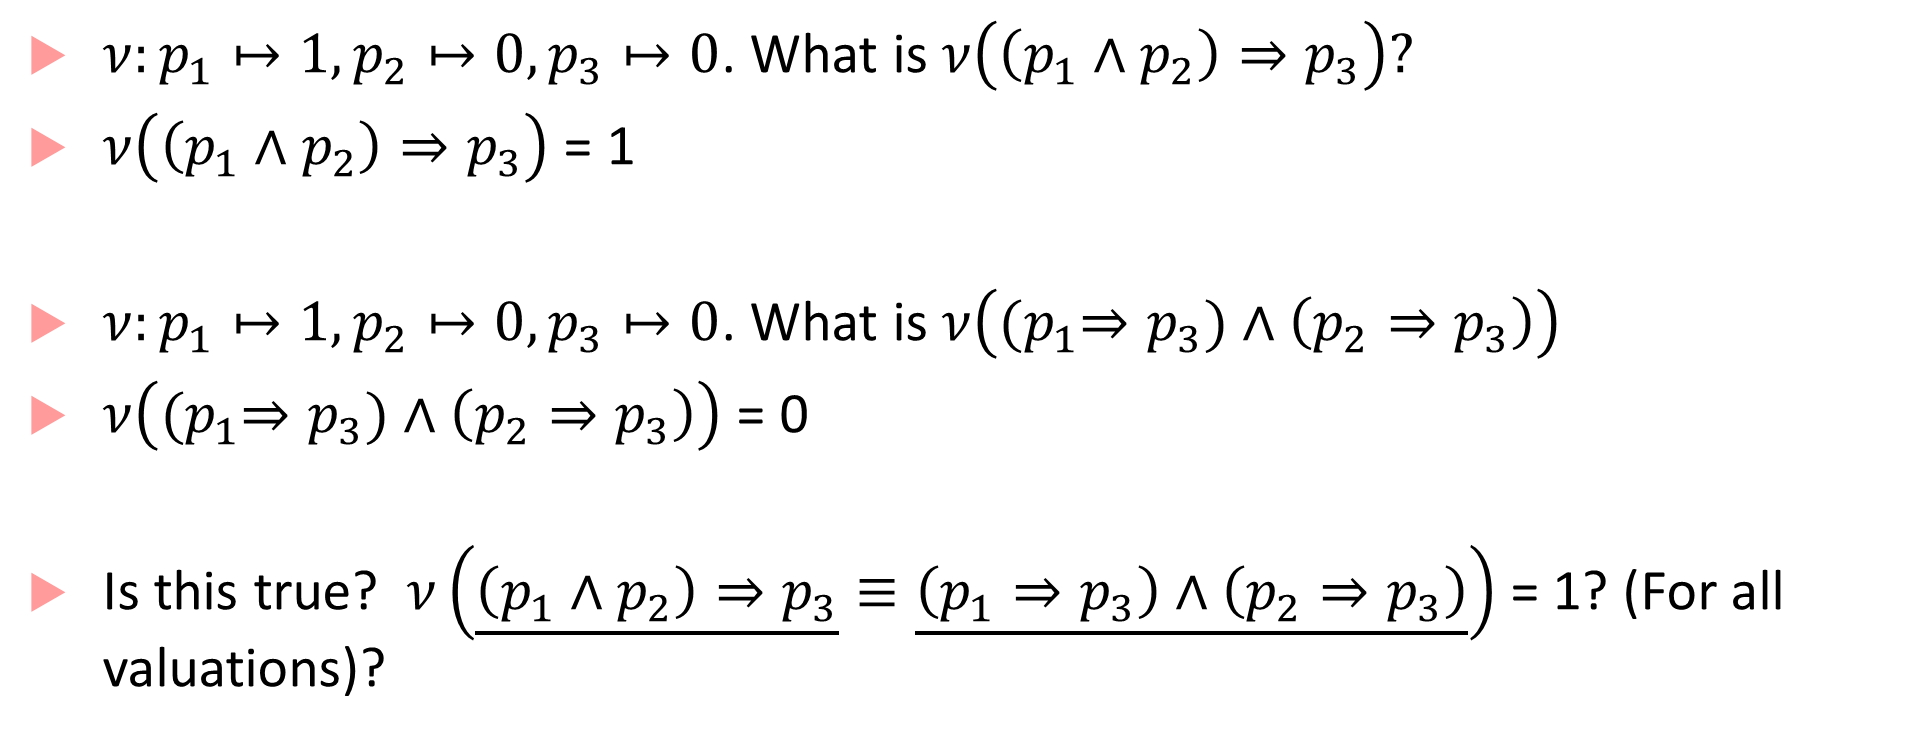 ▶ 𝜈: 𝑝₁ ↦ 1, 𝑝₂ ↦ 0, 𝑝₃ ↦ 0. What is 𝜈((𝑝₁ ∧ 𝑝₂) ⇒ 𝑝₃)?
▶ 𝜈((𝑝₁ ∧ 𝑝₂) ⇒ 𝑝₃) = 1
▶ 𝜈: 𝑝₁ ↦ 1, 𝑝₂ ↦ 0, 𝑝₃ ↦ 0. What is 𝜈((𝑝₁⇒ 𝑝₃) ∧ (𝑝₂ ⇒ 𝑝₃))
▶ 𝜈((𝑝₁⇒ 𝑝₃) ∧ (𝑝₂ ⇒ 𝑝₃)) = 0
▶ Is this true? 𝜈((𝑝₁ ∧ 𝑝₂) ⇒ 𝑝₃ ≡ (𝑝₁ ⇒ 𝑝₃) ∧ (𝑝₂ ⇒ 𝑝₃)) = 1? (For all
valuations)?